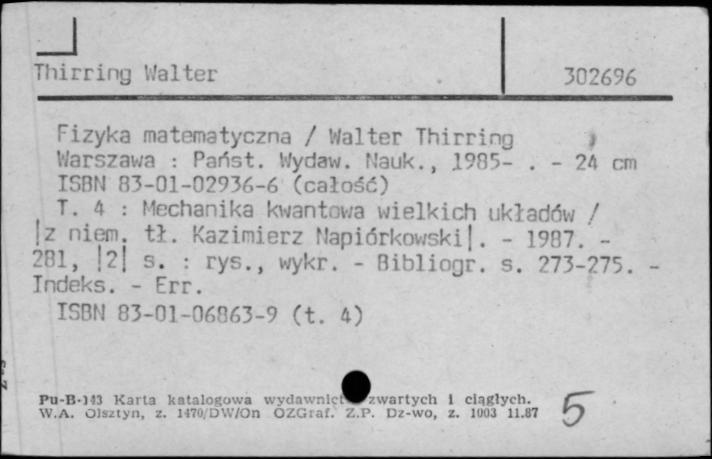 Thirring Walter 302696
Fizyka matematyczna / Walter Thirring
Warszawa : Państ. Wydaw. Nauk., 1985- . - 24 cm
ISBN 83-01-02936-6 (całość)
T. 4 : Mechanika kwantowa wielkich układów /
|z niem. tł. Kazimierz Napiórkowski|. - 1987. -
281, |2| s. : rys., wykr. - Bibliogr. s. 273-275. -
Indeks. - Err.
ISBN 83-01-06863-9 (t. 4)
Pu-B-143 Karta katalogowa wydawnict zwartych i ciągłych.
W.A. Olsztyn, z. 1470/DW/On OZGraf. Z.P. Dz-wo, z. 1003 11.87
5